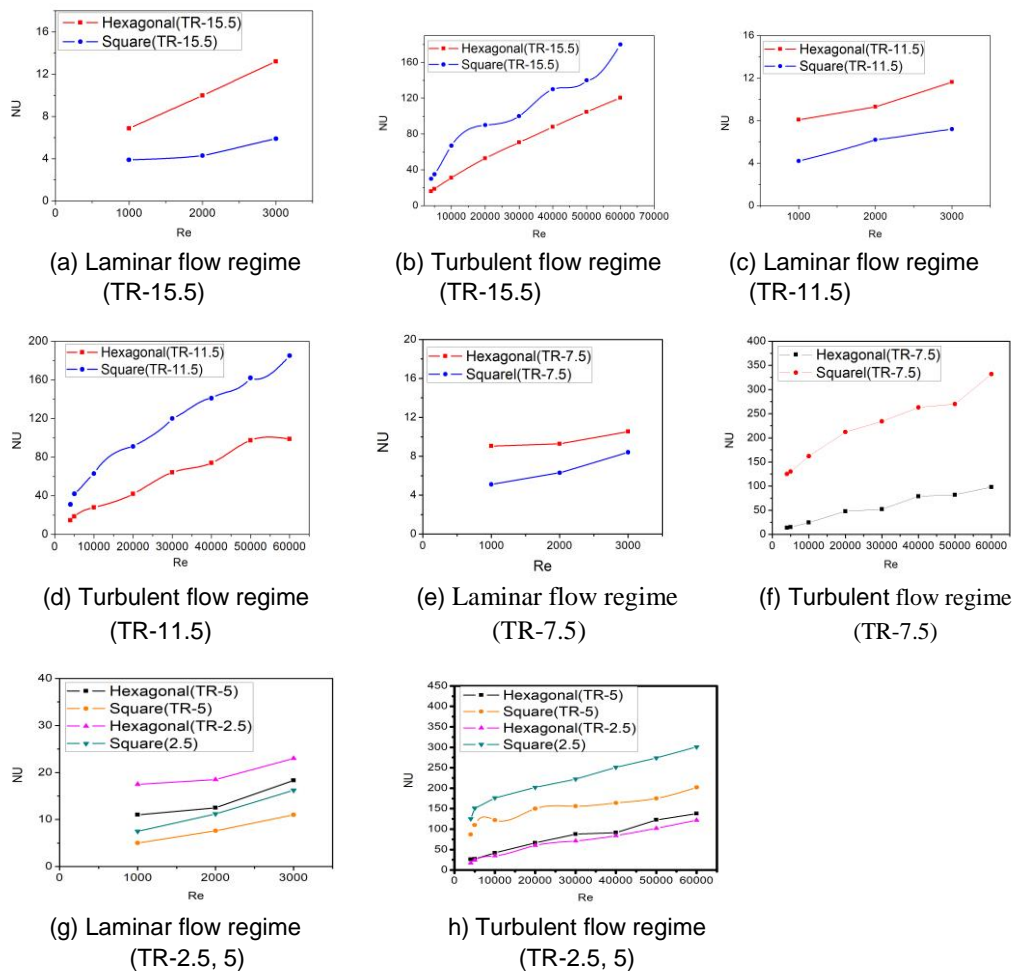 18
12
8
4
0
NU
Hexagonal(TR-15.5)
Square(TR-15.5)
0 1000 2000 3000
Re
(a) Laminar flow regime
(TR-15.5)
160
120
80
40
0
NU
Hexagonal(TR-15.5)
Square(TR-15.5)
10000 20000 30000 40000 50000 60000 70000
Re
(b) Turbulent flow regime
(TR-15.5)
16
12
8
4
0
NU
Hexagonal(TR-11.5)
Square(TR-11.5)
1000 2000 3000
Re
(c) Laminar flow regime
(TR-11.5)
200
160
120
80
40
0
NU
Hexagonal(TR-11.5)
Square(TR-11.5)
0 10000 20000 30000 40000 50000 60000
Re
(d) Turbulent flow regime
(TR-11.5)
20
16
12
8
4
0
NU
Hexagonal(TR-7.5)
Squarel(TR-7.5)
0 1000 2000 3000
Re
(e) Laminar flow regime
(TR-7.5)
400
350
300
250
200
150
100
50
0
NU
Hexagonal(TR-7.5)
Squarel(TR-7.5)
0 10000 20000 30000 40000 50000 60000
Re
(f) Turbulent flow regime
(TR-7.5)
40
30
20
10
0
NU
Hexagonal(TR-5)
Square(TR-5)
Hexagonal(TR-2.5)
Square(2.5)
0 1000 2000 3000
Re
(g) Laminar flow regime
(TR-2.5, 5)
450
400
350
300
250
200
150
100
50
0
NU
Hexagonal(TR-5)
Square(TR-5)
Hexagonal(TR-2.5)
Square(2.5)
0 10000 20000 30000 40000 50000 60000
Re
h) Turbulent flow regime
(TR-2.5, 5)